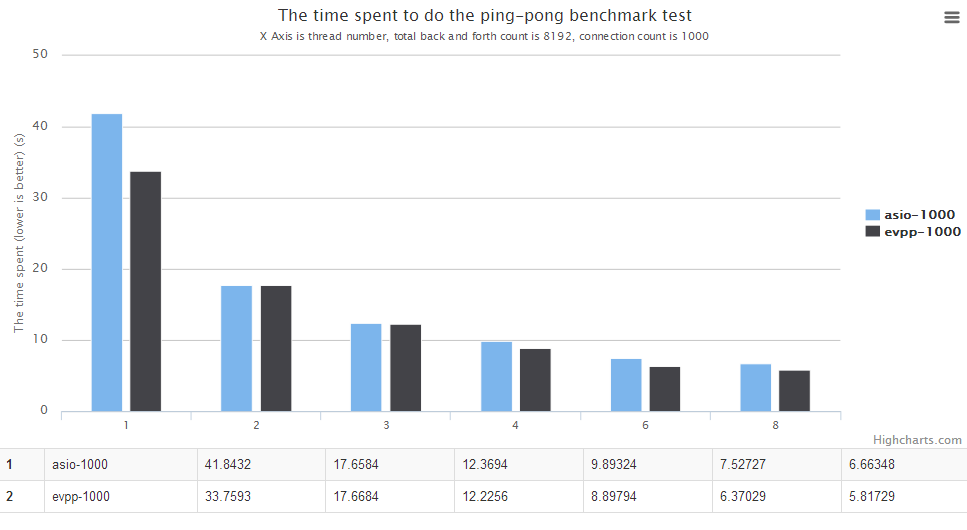 The time spent to do the ping-pong benchmark test
X Axis is thread number, total back and forth count is 8192, connection count is 1000
The time spent (lower is better) (s)
50
40
30
20
10
0
1 2 3 4 6 8
asio-1000
evpp-1000
Highcharts.com
1 asio-1000 41.8432 17.6584 12.3694 9.89324 7.52727 6.66348
2 evpp-1000 33.7593 17.6684 12.2256 8.89794 6.37029 5.81729